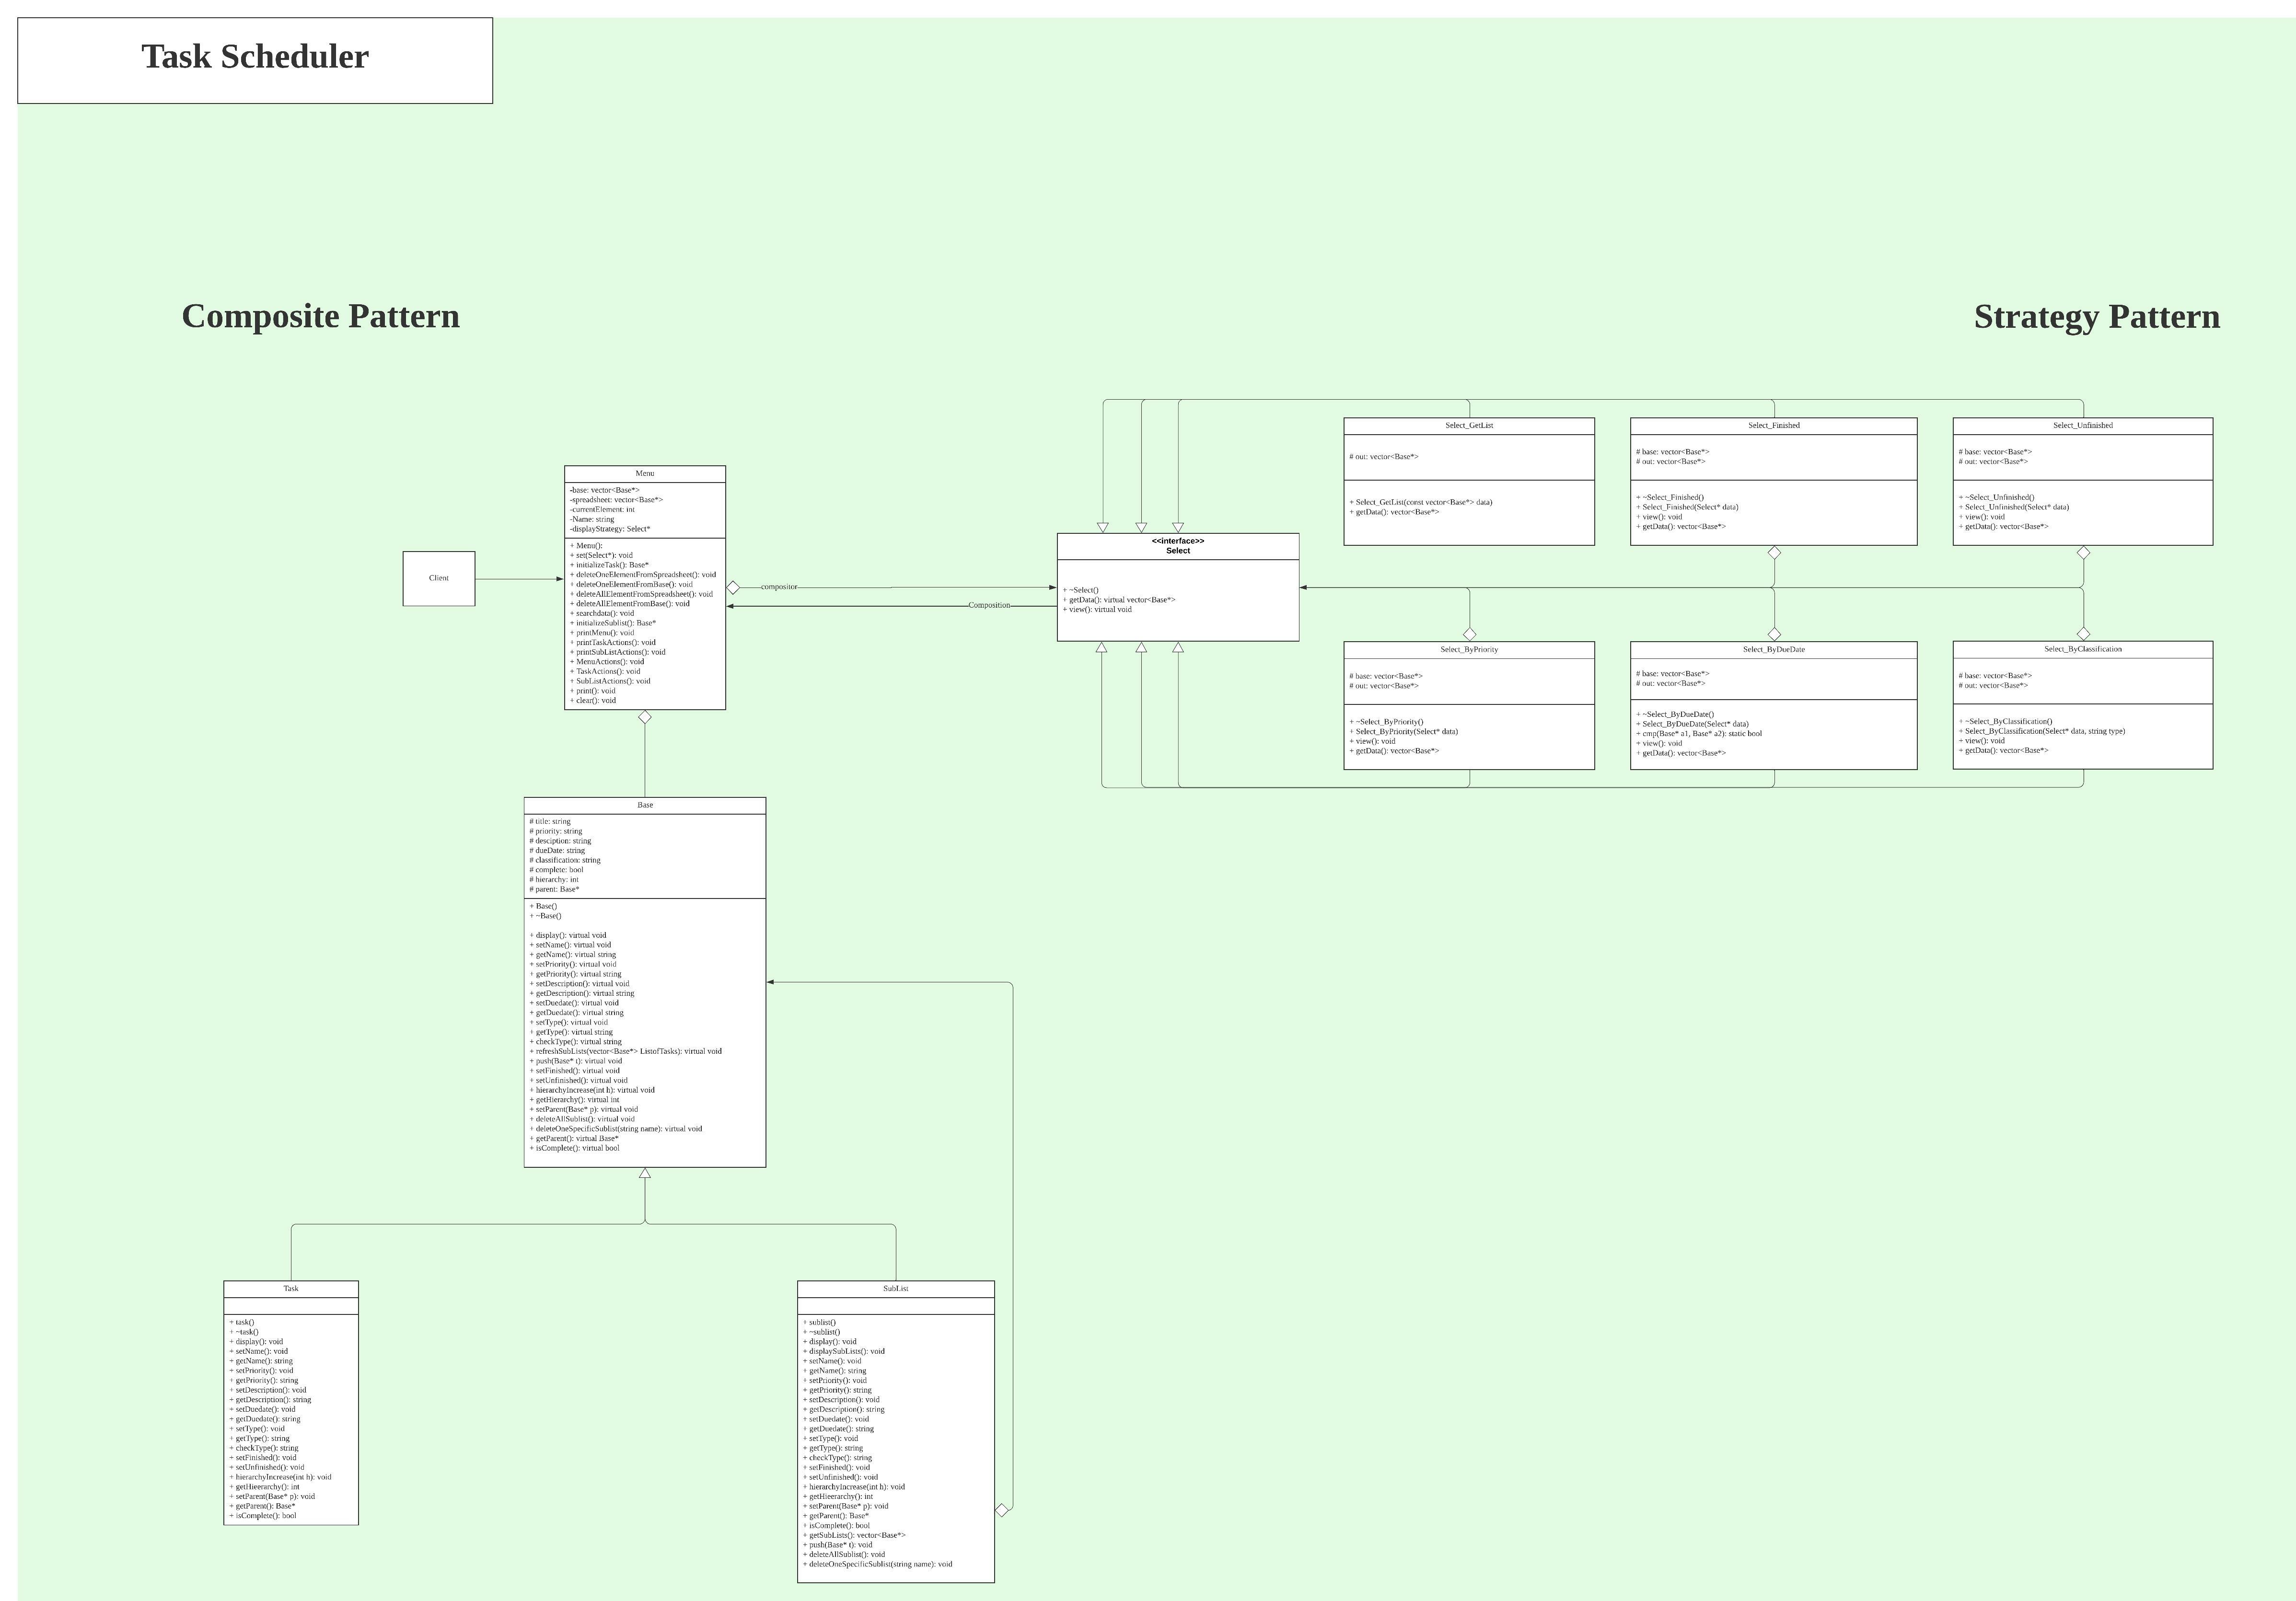 Task Scheduler
Composite Pattern
Strategy Pattern
Client
Menu
-base: vector<Base*>
-spreadsheet: vector<Base*>
-currentElement: int
-Name: string
-displayStrategy: Select*
+ Menu():
+ set(Select*): void
+ initializeTask(): Base*
+ deleteOneElementFromSpreadsheet(): void
+ deleteOneElementFromBase(): void
+ deleteAllElementFromSpreadsheet(): void
+ deleteAllElementFromBase(): void
+ searchdata(): void
+ initializeSublist(): Base*
+ printMenu(): void
+ printTaskActions(): void
+ printSubListActions(): void
+ MenuActions(): void
+ TaskActions(): void
+ SubListActions(): void
+ print(): void
+ clear(): void
compositor
Composition
<<interface>>
Select
+ ~Select()
+ getData(): virtual vector<Base*>
+ view(): virtual void
Select_GetList
# out: vector<Base*>
+ Select_GetList(const vector<Base*> data)
+ getData(): vector<Base*>
Select_Finished
# base: vector<Base*>
# out: vector<Base*>
+ ~Select_Finished()
+ Select_Finished(Select* data)
+ view(): void
+ getData(): vector<Base*>
Select_Unfinished
# base: vector<Base*>
# out: vector<Base*>
+ ~Select_Unfinished()
+ Select_Unfinished(Select* data)
+ view(): void
+ getData(): vector<Base*>
Select_ByPriority
# base: vector<Base*>
# out: vector<Base*>
+ ~Select_ByPriority()
+ Select_ByPriority(Select* data)
+ view(): void
+ getData(): vector<Base*>
Select_ByDueDate
# base: vector<Base*>
# out: vector<Base*>
+ ~Select_ByDueDate()
+ Select_ByDueDate(Select* data)
+ cmp(Base* a1, Base* a2): static bool
+ view(): void
+ getData(): vector<Base*>
Select_ByClassification
# base: vector<Base*>
# out: vector<Base*>
+ ~Select_ByClassification()
+ Select_ByClassification(Select* data, string type)
+ view(): void
+ getData(): vector<Base*>
Base
# title: string
# priority: string
# desciption: string
# dueDate: string
# classification: string
# complete: bool
# hierarchy: int
# parent: Base*
+ Base()
+ ~Base()
+ display(): virtual void
+ setName(): virtual void
+ getName(): virtual string
+ setPriority(): virtual void
+ getPriority(): virtual string
+ setDescription(): virtual void
+ getDescription(): virtual string
+ setDuedate(): virtual void
+ getDuedate(): virtual string
+ setType(): virtual void
+ getType(): virtual string
+ checkType(): virtual string
+ refreshSubLists(vector<Base*> ListofTasks): virtual void
+ push(Base* t): virtual void
+ setFinished(): virtual void
+ setUnfinished(): virtual void
+ hierarchyIncrease(int h): virtual void
+ getHierarchy(): virtual int
+ setParent(Base* p): virtual void
+ deleteAllSublist(): virtual void
+ deleteOneSpecificSublist(string name): virtual void
+ getParent(): virtual Base*
+ isComplete(): virtual bool
Task
+ task()
+ ~task()
+ display(): void
+ setName(): void
+ getName(): string
+ setPriority(): void
+ getPriority(): string
+ setDescription(): void
+ getDescription(): string
+ setDuedate(): void
+ getDuedate(): string
+ setType(): void
+ getType(): string
+ checkType(): string
+ setFinished(): void
+ setUnfinished(): void
+ hierarchyIncrease(int h): void
+ getHieerarchy(): int
+ setParent(Base* p): void
+ getParent(): Base*
+ isComplete(): bool
SubList
+ sublist()
+ ~sublist()
+ display(): void
+ displaySubLists(): void
+ setName(): void
+ getName(): string
+ setPriority(): void
+ getPriority(): string
+ setDescription(): void
+ getDescription(): string
+ setDuedate(): void
+ getDuedate(): string
+ setType(): void
+ getType(): string
+ checkType(): string
+ setFinished(): void
+ setUnfinished(): void
+ hierarchyIncrease(int h): void
+ getHieerarchy(): int
+ setParent(Base* p): void
+ getParent(): Base*
+ isComplete(): bool
+ getSubLists(): vector<Base*>
+ push(Base* t): void
+ deleteAllSublist(): void
+ deleteOneSpecificSublist(string name): void